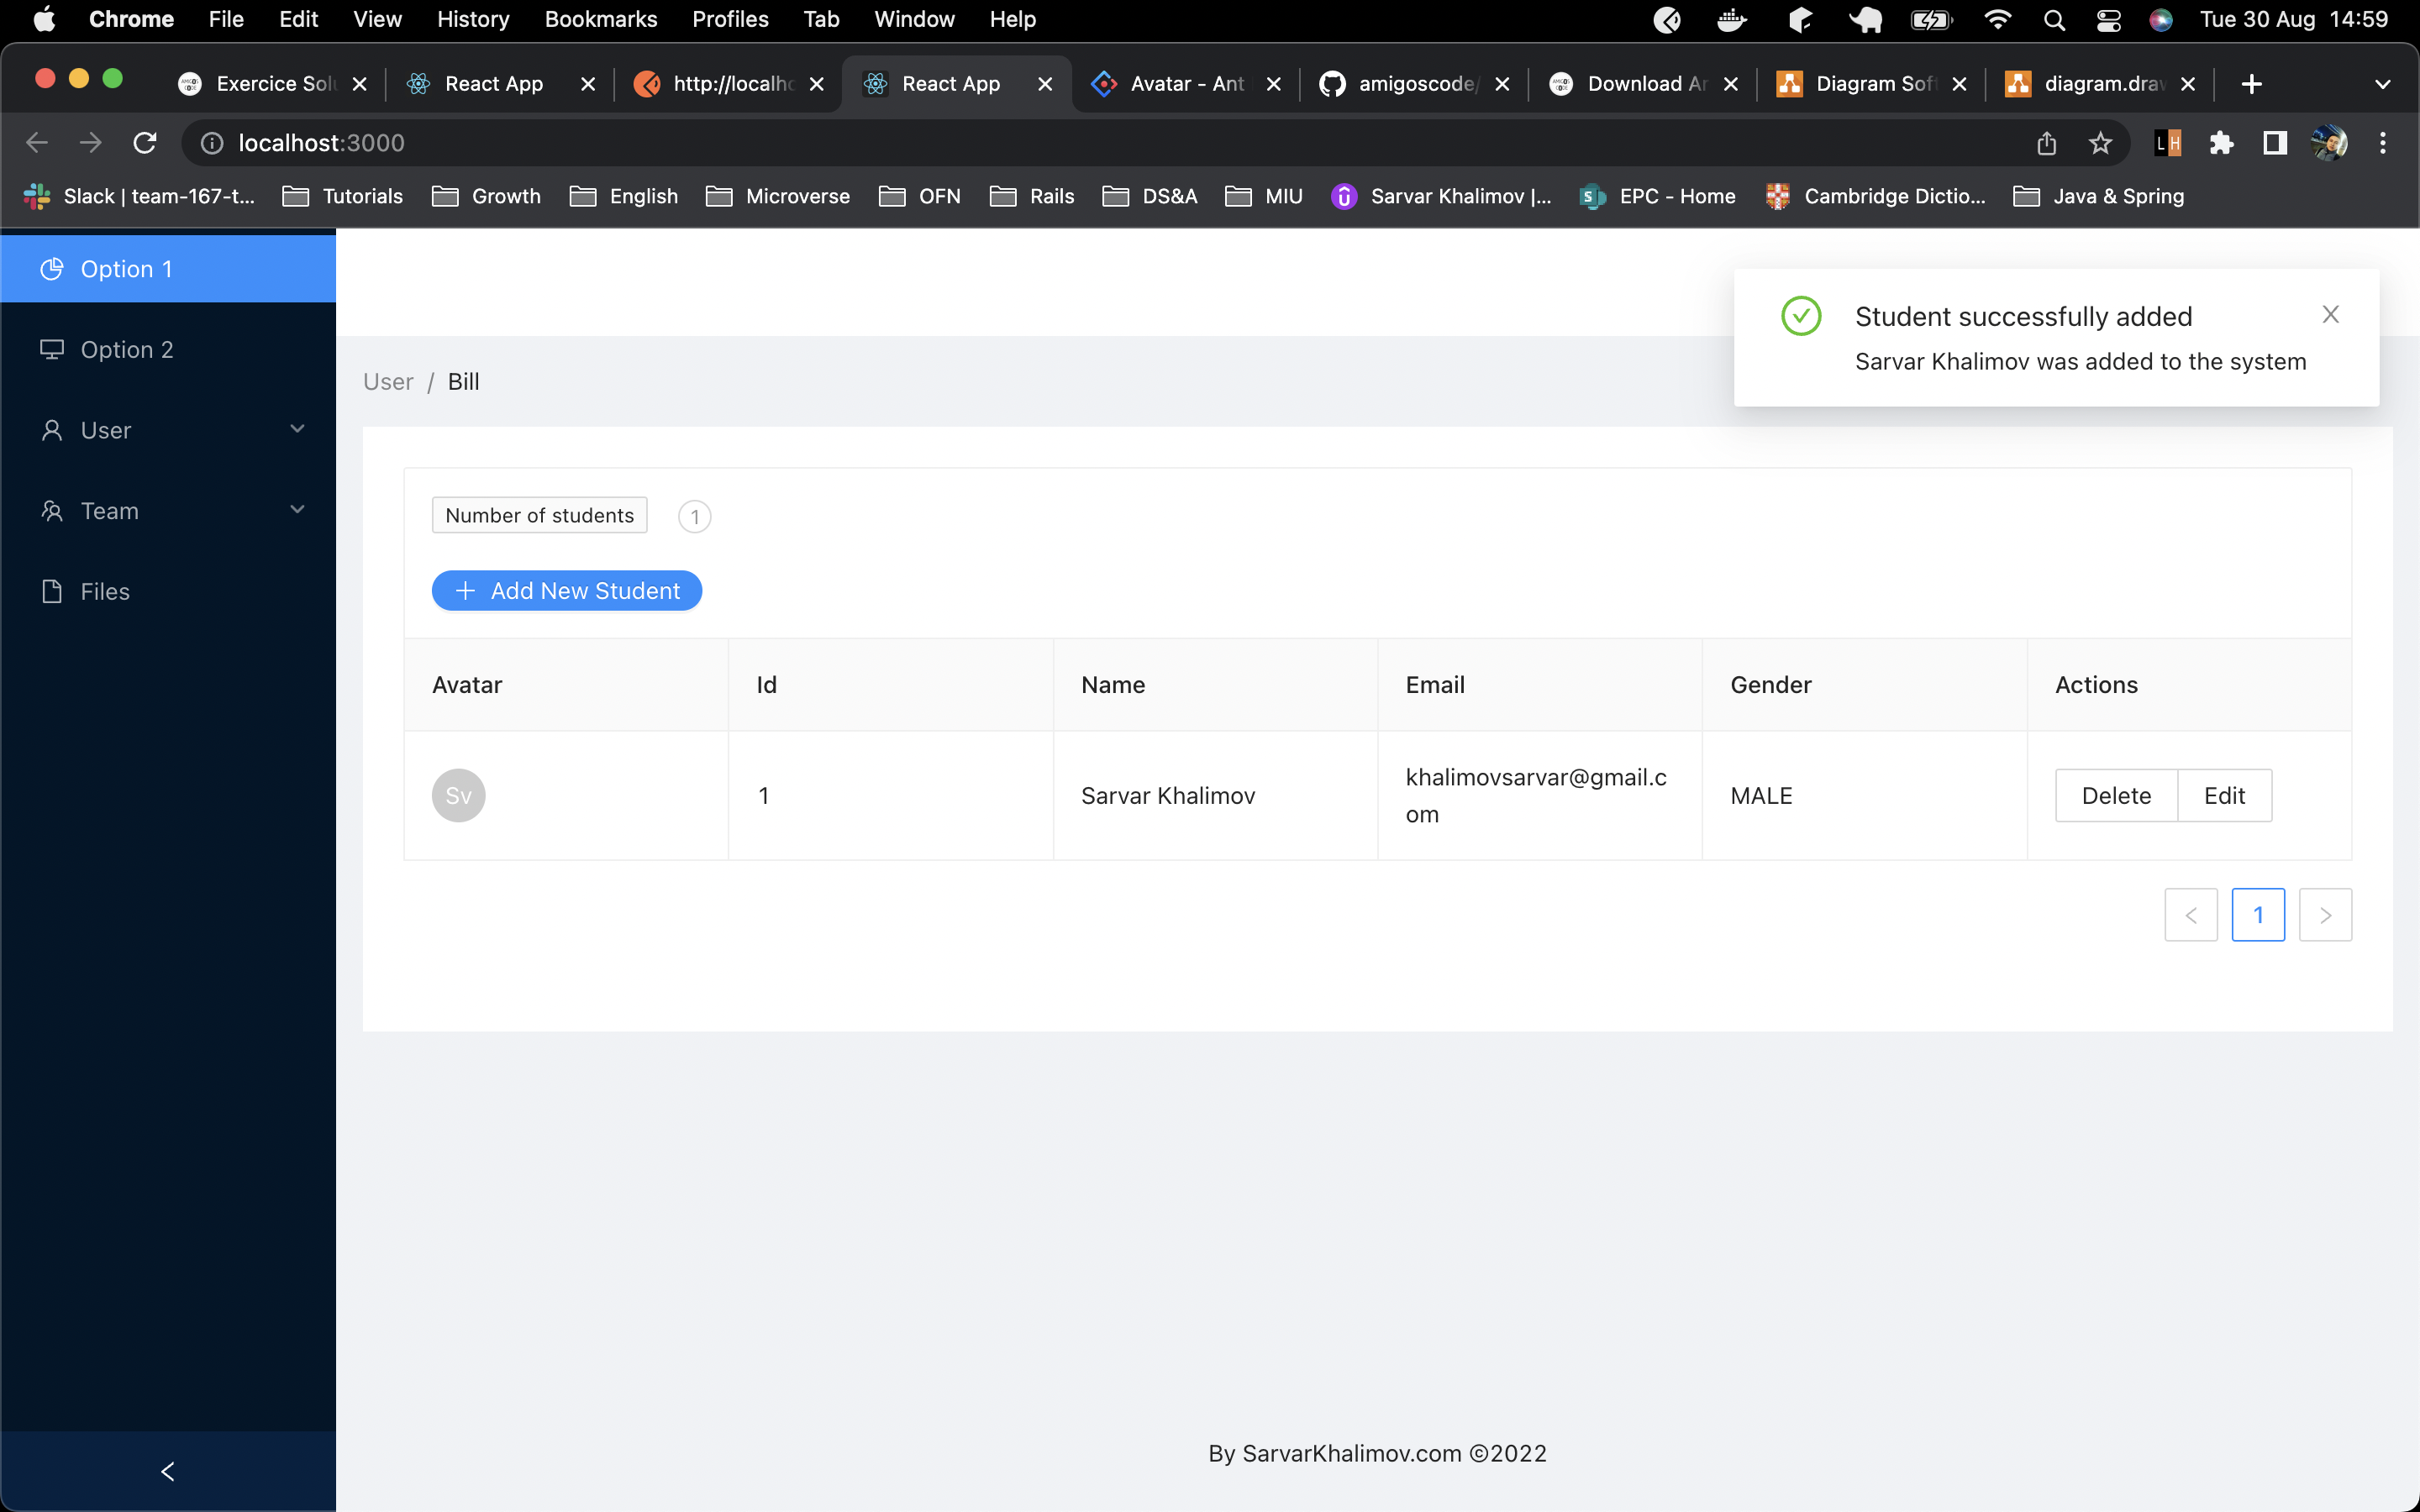 Chrome File Edit View History Bookmarks Profiles Tab Window Help Tue 30 Aug 14:59
Exercice Solu React App http://localho React App Avatar - Ant amigoscode/ Download Ar Diagram Soft diagram.draw
localhost:3000 LH
Slack | team-167-t... Tutorials Growth English Microverse OFN Rails DS&A MIU Sarvar Khalimov |... EPC - Home Cambridge Dictio... Java & Spring
Option 1
Option 2
User
Team
Files
Student successfully added
Sarvar Khalimov was added to the system
User / Bill
Number of students 1
Add New Student
Avatar Id Name Email Gender Actions
Sv 1 Sarvar Khalimov khalimovsarvar@gmail.c MALE Delete Edit
om
< 1 >
By SarvarKhalimov.com ©2022